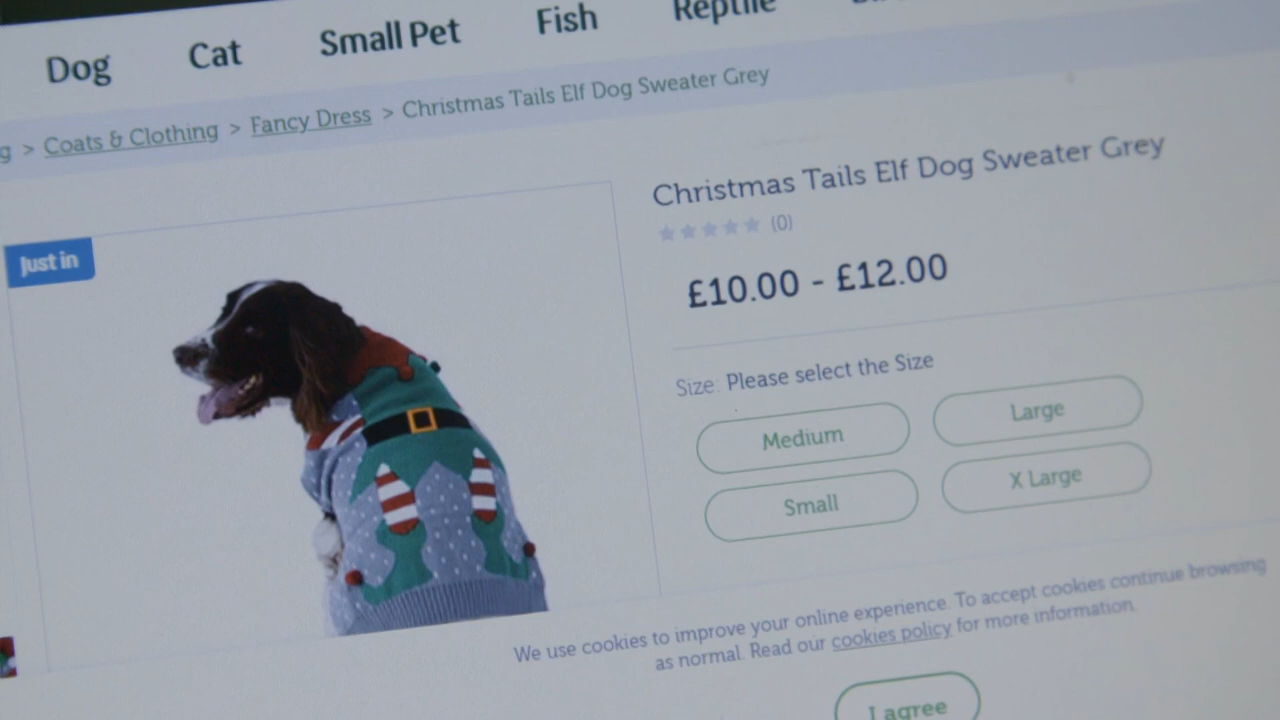 Dog Cat Small Pet Fish Reptile
g > Coats & Clothing > Fancy Dress > Christmas Tails Elf Dog Sweater Grey
Just in
Christmas Tails Elf Dog Sweater Grey
(0)
£10.00 - £12.00
Size: Please select the Size
Medium Large
Small X Large
We use cookies to improve your online experience. To accept cookies continue browsing
as normal. Read our cookies policy for more information.
I agree